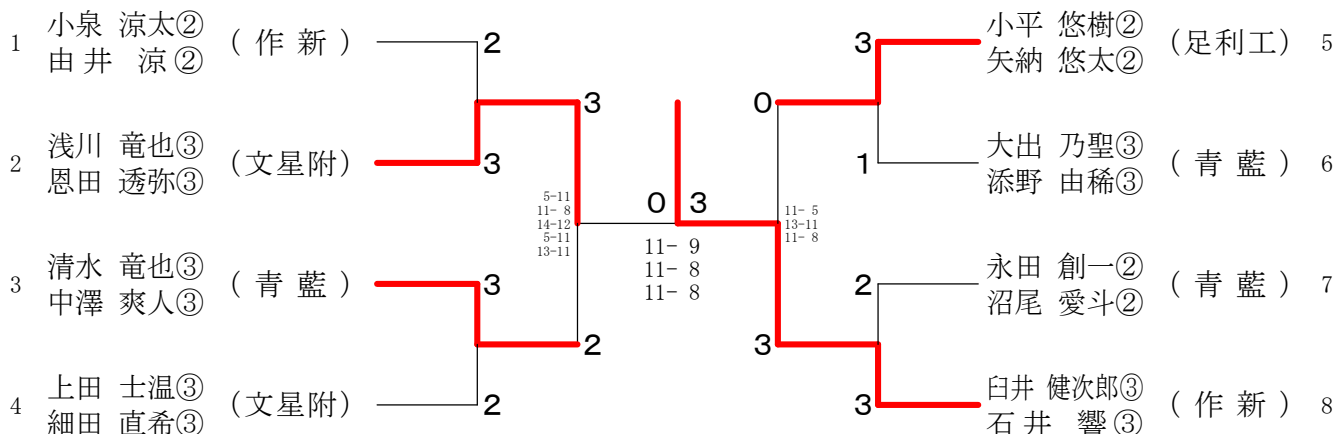 1 小泉 涼太② (作新) 2
由井 涼②
2 浅川 竜也③ (文星附) 3
恩田 透弥③
3
5-11
11- 8
14-12
5-11
13-11
3 清水 竜也③ (青藍) 3
中澤 爽人③
2
4 上田 士温③ (文星附) 2
細田 直希③
0 3
11- 9
11- 8
11- 8
3 小平 悠樹② (足利工) 5
矢納 悠太②
0
1 大出 乃聖③ (青藍) 6
添野 由稀③
11- 5
13-11
11- 8
2 永田 創一② (青藍) 7
沼尾 愛斗②
3
3 臼井 健次郎③ (作新) 8
石井 響③